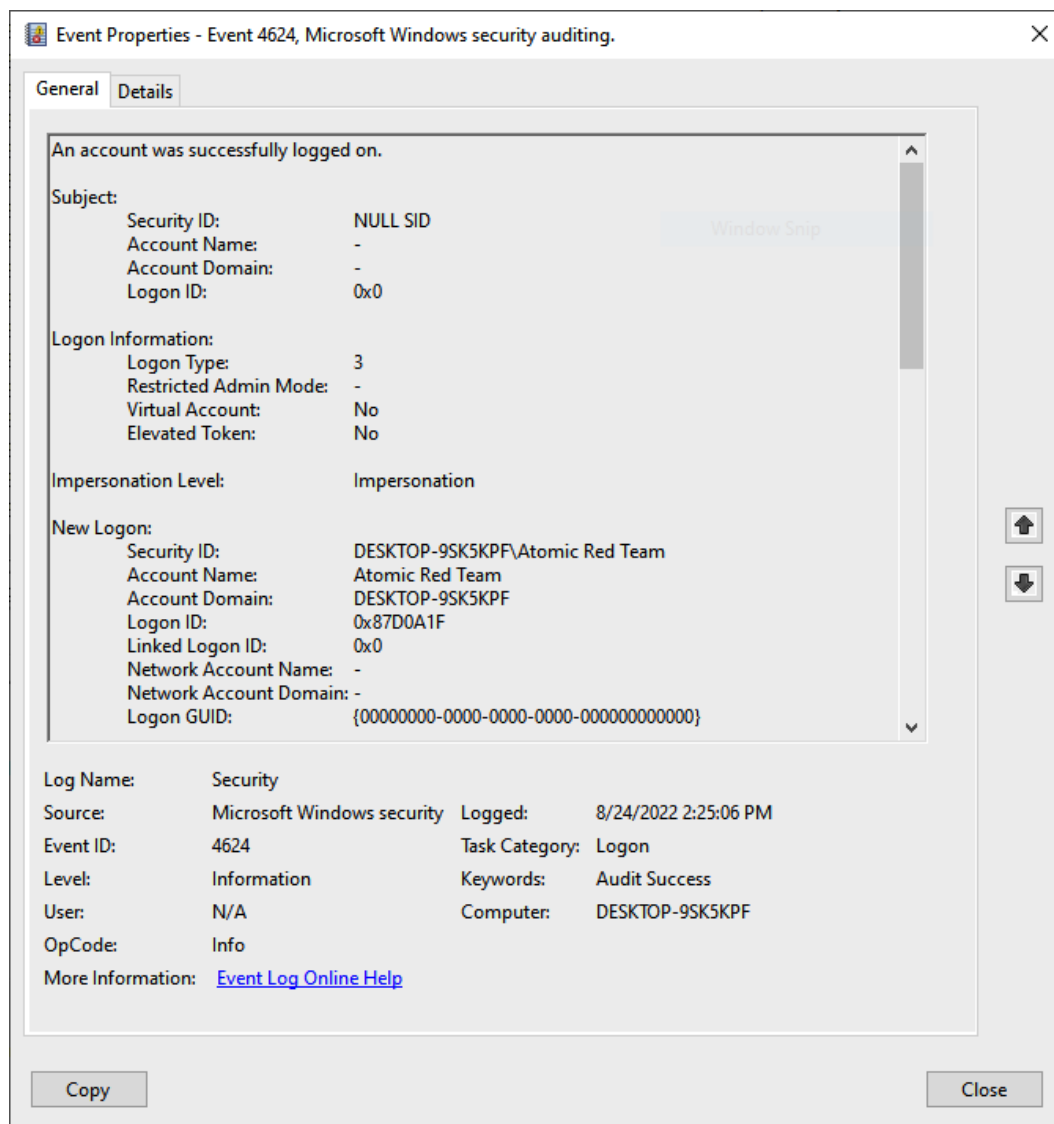 Event Properties - Event 4624, Microsoft Windows security auditing.
General Details
An account was successfully logged on.
Subject:
Security ID: NULL SID
Window Snip
Account Name: -
Account Domain: -
Logon ID: 0x0
Logon Information:
Logon Type: 3
Restricted Admin Mode: -
Virtual Account: No
Elevated Token: No
Impersonation Level: Impersonation
New Logon:
Security ID: DESKTOP-9SK5KPF\Atomic Red Team
Account Name: Atomic Red Team
Account Domain: DESKTOP-9SK5KPF
Logon ID: 0x87D0A1F
Linked Logon ID: 0x0
Network Account Name: -
Network Account Domain: -
Logon GUID: {00000000-0000-0000-0000-000000000000}
Log Name: Security
Source: Microsoft Windows security Logged: 8/24/2022 2:25:06 PM
Event ID: 4624 Task Category: Logon
Level: Information Keywords: Audit Success
User: N/A Computer: DESKTOP-9SK5KPF
OpCode: Info
More Information: Event Log Online Help
Copy Close